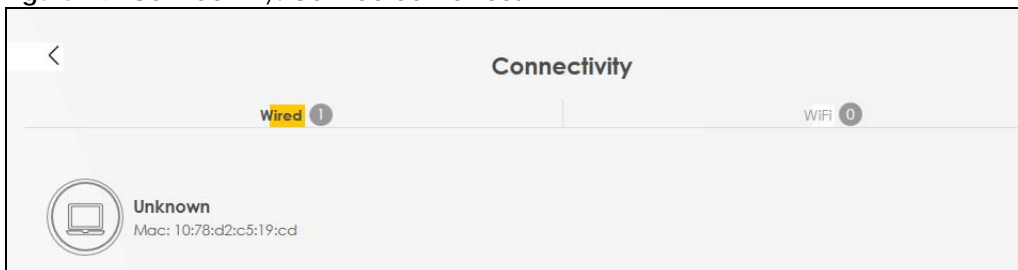 Connectivity
Wired 1
WiFi 0
Unknown
Mac: 10:78:d2:c5:19:cd